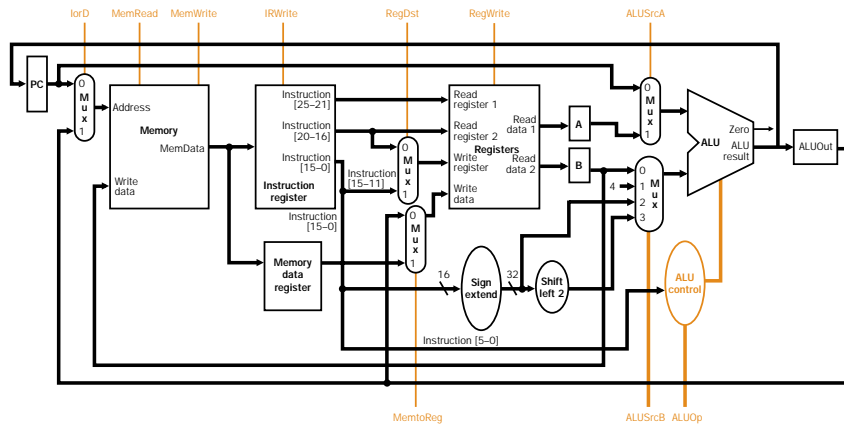 IorD
MemRead
MemWrite
IRWrite
RegDst
RegWrite
ALUSrcA
PC
0
M
u
x
1
Address
Memory
MemData
Write
data
Instruction
[25–21]
Instruction
[20–16]
Instruction
[15–0]
Instruction
register
Instruction
[15–0]
Memory
data
register
Instruction
[15–11]
0
M
u
x
1
0
M
u
x
1
Read
register 1
Read
register 2
Write
register
Write
data
Registers
Read
data 1
Read
data 2
16
Sign
extend
32
Shift
left 2
Instruction [5–0]
A
B
4
0
M
u
x
1
0
1
2
3
M
u
x
ALU
Zero
ALU
result
ALUOut
ALU
control
MemtoReg
ALUSrcB
ALUOp